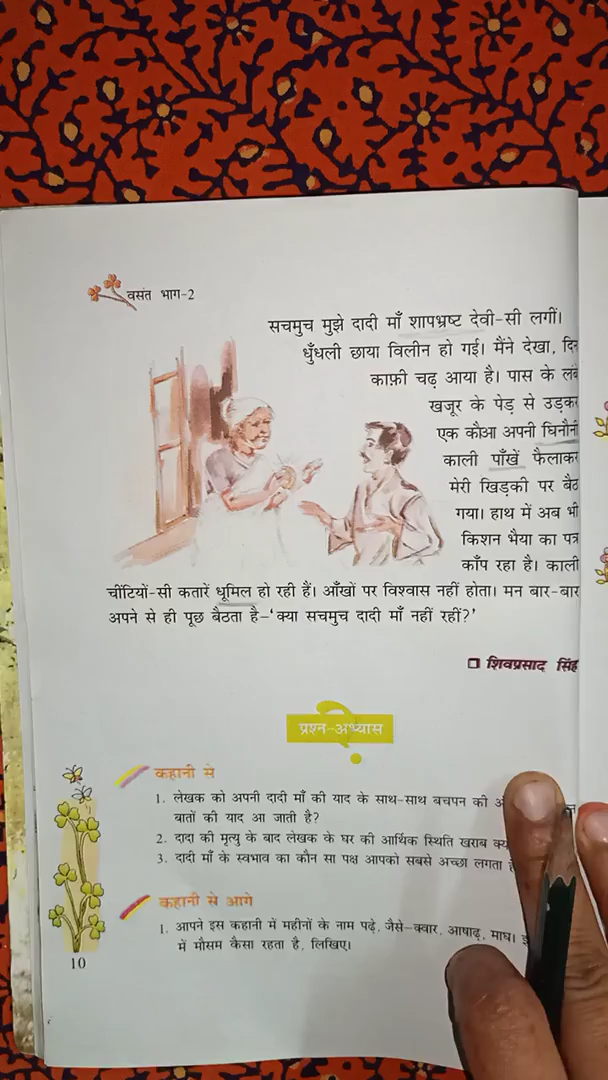 वसंत भाग-2
सचमुच मुझे दादी माँ शापभ्रष्ट देवी-सी लगीं।
धुँधली छाया विलीन हो गई। मैंने देखा, दिन
काफ़ी चढ़ आया है। पास के लंबे
खजूर के पेड़ से उड़कर
एक कौआ अपनी घिनौनी
काली पाँखें फैलाकर
मेरी खिड़की पर बैठ
गया। हाथ में अब भी
किशन भैया का पत्र
काँप रहा है। काली
चींटियों-सी कतारें धूमिल हो रही हैं। आँखों पर विश्वास नहीं होता। मन बार-बार
अपने से ही पूछ बैठता है–‘क्या सचमुच दादी माँ नहीं रहीं?’
❑ शिवप्रसाद सिंह
प्रश्न-अभ्यास
कहानी से
1. लेखक को अपनी दादी माँ की याद के साथ-साथ बचपन की
बातों की याद आ जाती है?
2. दादा की मृत्यु के बाद लेखक के घर की आर्थिक स्थिति खराब
3. दादी माँ के स्वभाव का कौन सा पक्ष आपको सबसे अच्छा लगता
कहानी से आगे
1. आपने इस कहानी में महीनों के नाम पढ़े, जैसे–क्वार, आषाढ़, माघ।
में मौसम कैसा रहता है, लिखिए।
10